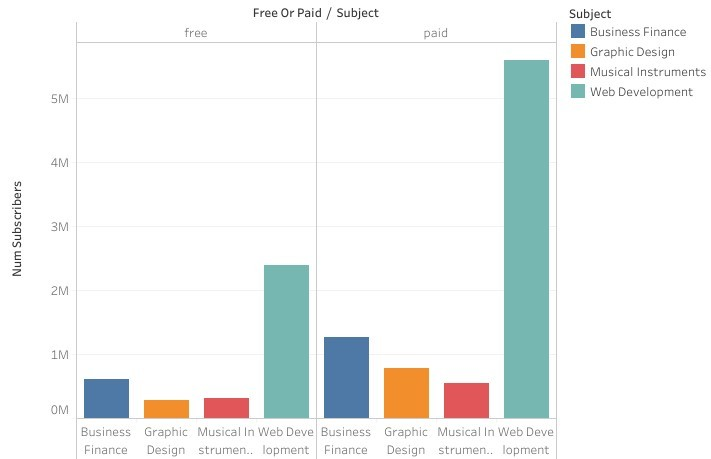 Free Or Paid / Subject
free
paid
Num Subscribers
5M
4M
3M
2M
1M
0M
Business Finance
Graphic Design
Musical In strumen..
Web Deve lopment
Business Finance
Graphic Design
Musical In strumen..
Web Deve lopment
Subject
Business Finance
Graphic Design
Musical Instruments
Web Development